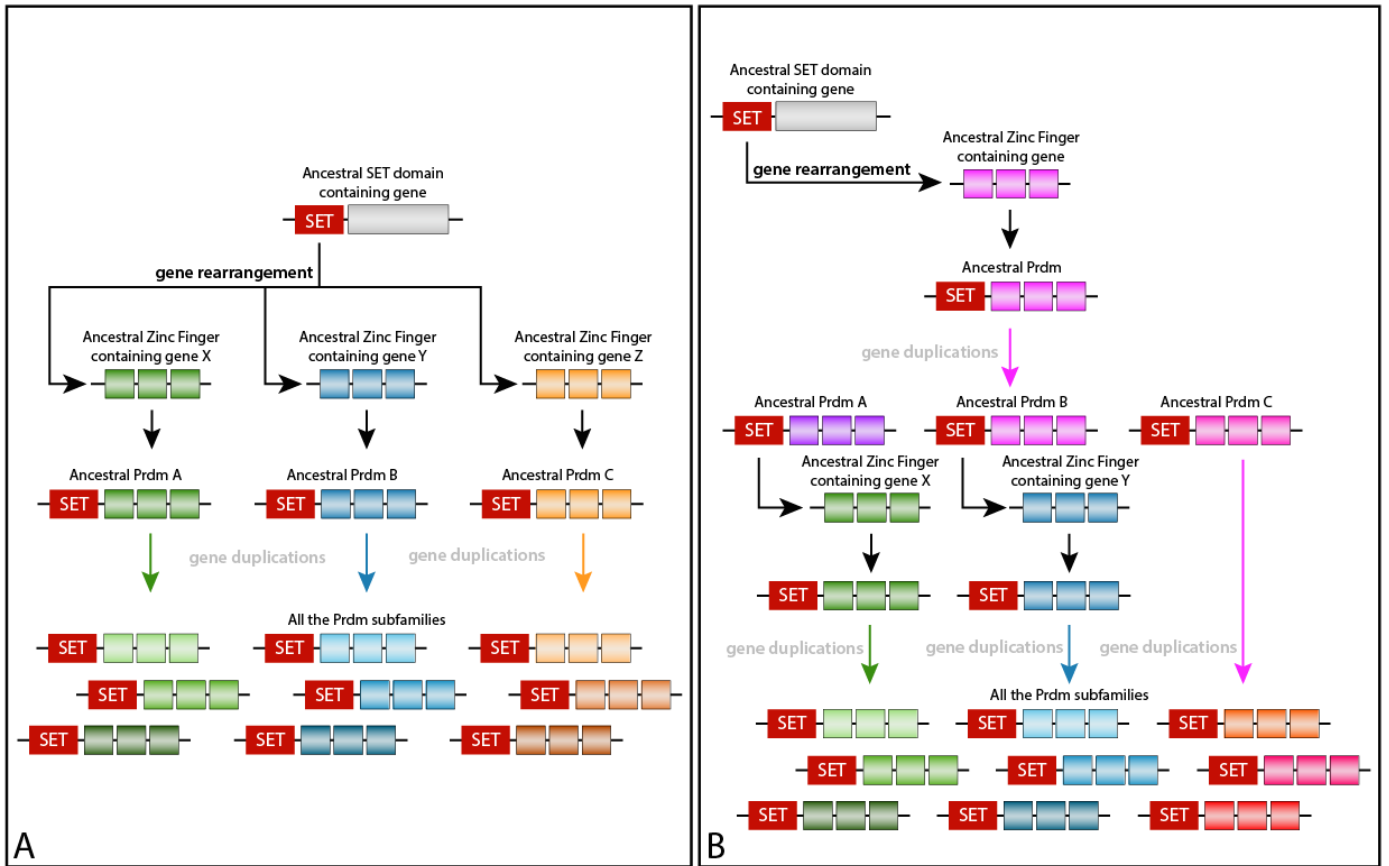 Ancestral SET domain
containing gene
SET
gene rearrangement
Ancestral Zinc Finger
containing gene X
Ancestral Zinc Finger
containing gene Y
Ancestral Zinc Finger
containing gene Z
Ancestral Prdm A
Ancestral Prdm B
Ancestral Prdm C
SET
SET
SET
gene duplications
gene duplications
All the Prdm subfamilies
SET
SET
SET
SET
SET
SET
SET
SET
SET
A
Ancestral SET domain
containing gene
SET
Ancestral Zinc Finger
containing gene
gene rearrangement
Ancestral Prdm
SET
gene duplications
Ancestral Prdm A
Ancestral Prdm B
Ancestral Prdm C
SET
SET
SET
Ancestral Zinc Finger
containing gene X
Ancestral Zinc Finger
containing gene Y
SET
SET
gene duplications
gene duplications
gene duplications
All the Prdm subfamilies
SET
SET
SET
SET
SET
SET
SET
SET
SET
B